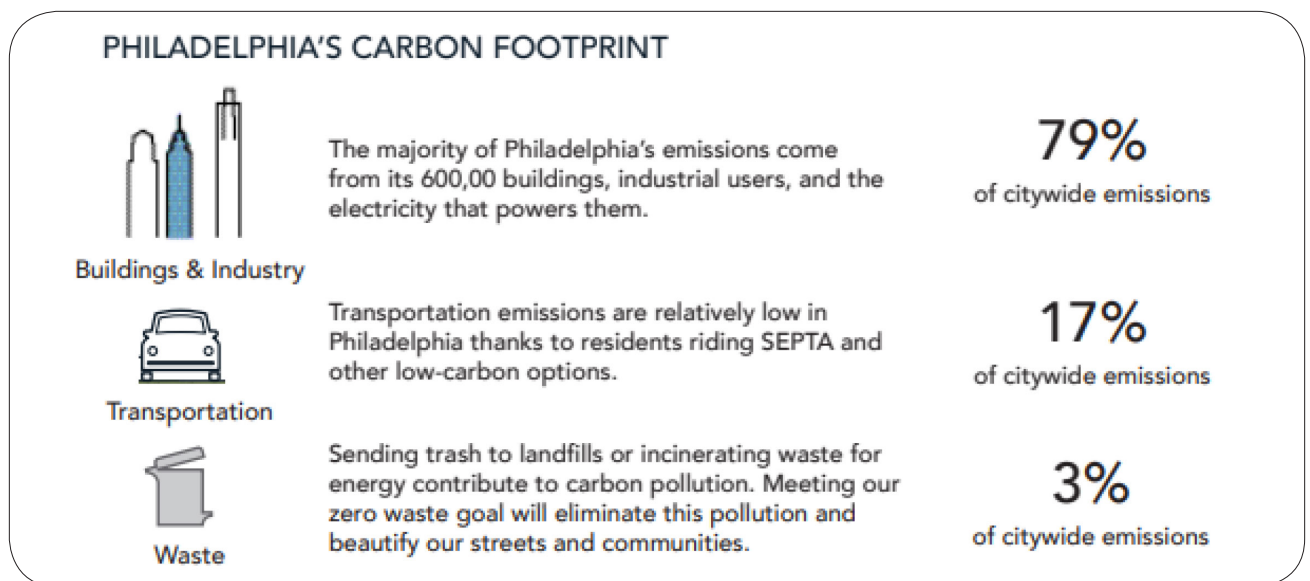 PHILADELPHIA'S CARBON FOOTPRINT
The majority of Philadelphia's emissions come
from its 600,00 buildings, industrial users, and the
electricity that powers them.
79%
of citywide emissions
Buildings & Industry
Transportation emissions are relatively low in
Philadelphia thanks to residents riding SEPTA and
other low-carbon options.
17%
of citywide emissions
Transportation
Sending trash to landfills or incinerating waste for
energy contribute to carbon pollution. Meeting our
zero waste goal will eliminate this pollution and
beautify our streets and communities.
3%
of citywide emissions
Waste